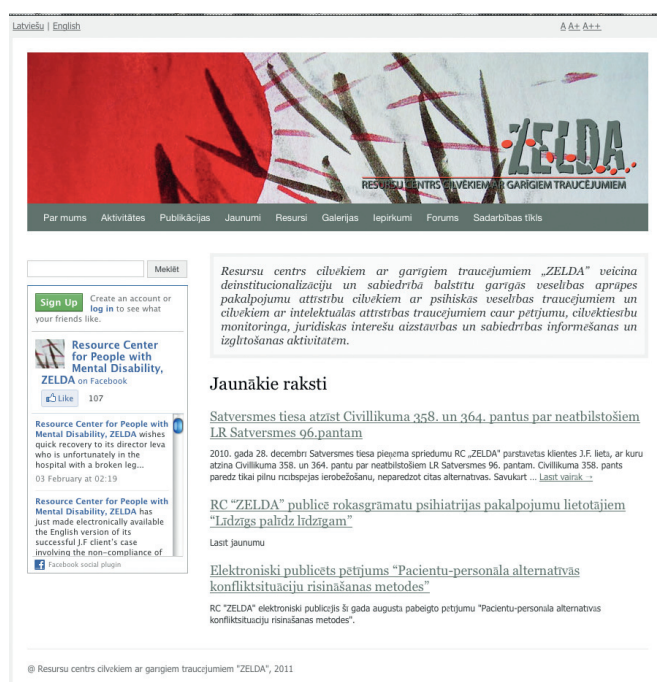 Latviešu | English
A A+ A++
ZELDA
RESURSU CENTRS CILVĒKIEM AR GARĪGIEM TRAUCĒJUMIEM
Par mums Aktivitātes Publikācijas Jaunumi Resursi Galerijas Iepirkumi Forums Sadarbības tīkls
Meklēt
Sign Up Create an account or
log in to see what
your friends like.
Resource Center
for People with
Mental Disability,
ZELDA on Facebook
Like 107
Resource Center for People with
Mental Disability, ZELDA wishes
quick recovery to its director Ieva
who is unfortunately in the
hospital with a broken leg...
03 February at 02:19
Resource Center for People with
Mental Disability, ZELDA has
just made electronically available
the English version of its
successful J.F client's case
involving the non-compliance of
Facebook social plugin
Resursu centrs cilvēkiem ar garīgiem traucējumiem „ZELDA” veicina
deinstitucionalizāciju un sabiedrībā balstītu garīgās veselības aprūpes
pakalpojumu attīstību cilvēkiem ar psihiskās veselības traucējumiem un
cilvēkiem ar intelektuālās attīstības traucējumiem caur pētījumu, cilvēktiesību
monitoringa, juridiskās interešu aizstāvības un sabiedrības informēšanas un
izglītošanas aktivitātēm.
Jaunākie raksti
Satversmes tiesa atzīst Civillikuma 358. un 364. pantus par neatbilstošiem
LR Satversmes 96.pantam
2010. gada 28. decembrī Satversmes tiesa pieņema spriedumu RC „ZELDA” pārstāvētās klientes J.F. lietā, ar kuru
atzina Civillikuma 358. un 364. pantu par neatbilstošiem LR Satversmes 96. pantam. Civillikuma 358. pants
paredz tikai pilnu rīcībspējas ierobežošanu, neparedzot citas alternatīvas. Savukārt ... Lasīt vairāk →
RC “ZELDA” publicē rokasgrāmatu psihiatrijas pakalpojumu lietotājiem
“Līdzīgs palīdz līdzīgam”
Lasīt jaunumu
Elektroniski publicēts pētījums “Pacientu-personāla alternatīvās
konfliktsituāciju risināšanas metodes”
RC "ZELDA" elektroniski publicējis šī gada augustā pabeigto pētījumu "Pacientu-personāla alternatīvās
konfliktsituāciju risināšanas metodes".
@ Resursu centrs cilvēkiem ar garīgiem traucējumiem "ZELDA", 2011